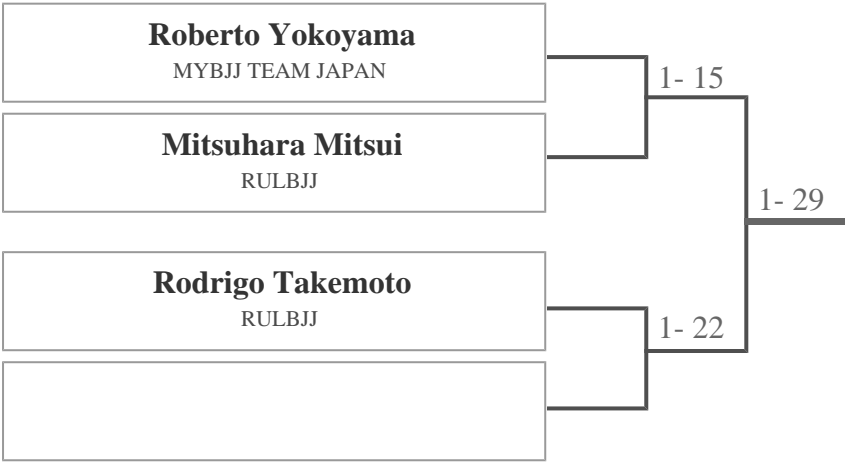 Roberto Yokoyama
MYBJJ TEAM JAPAN
1- 15
Mitsuhara Mitsui
RULBJJ
1- 29
Rodrigo Takemoto
RULBJJ
1- 22